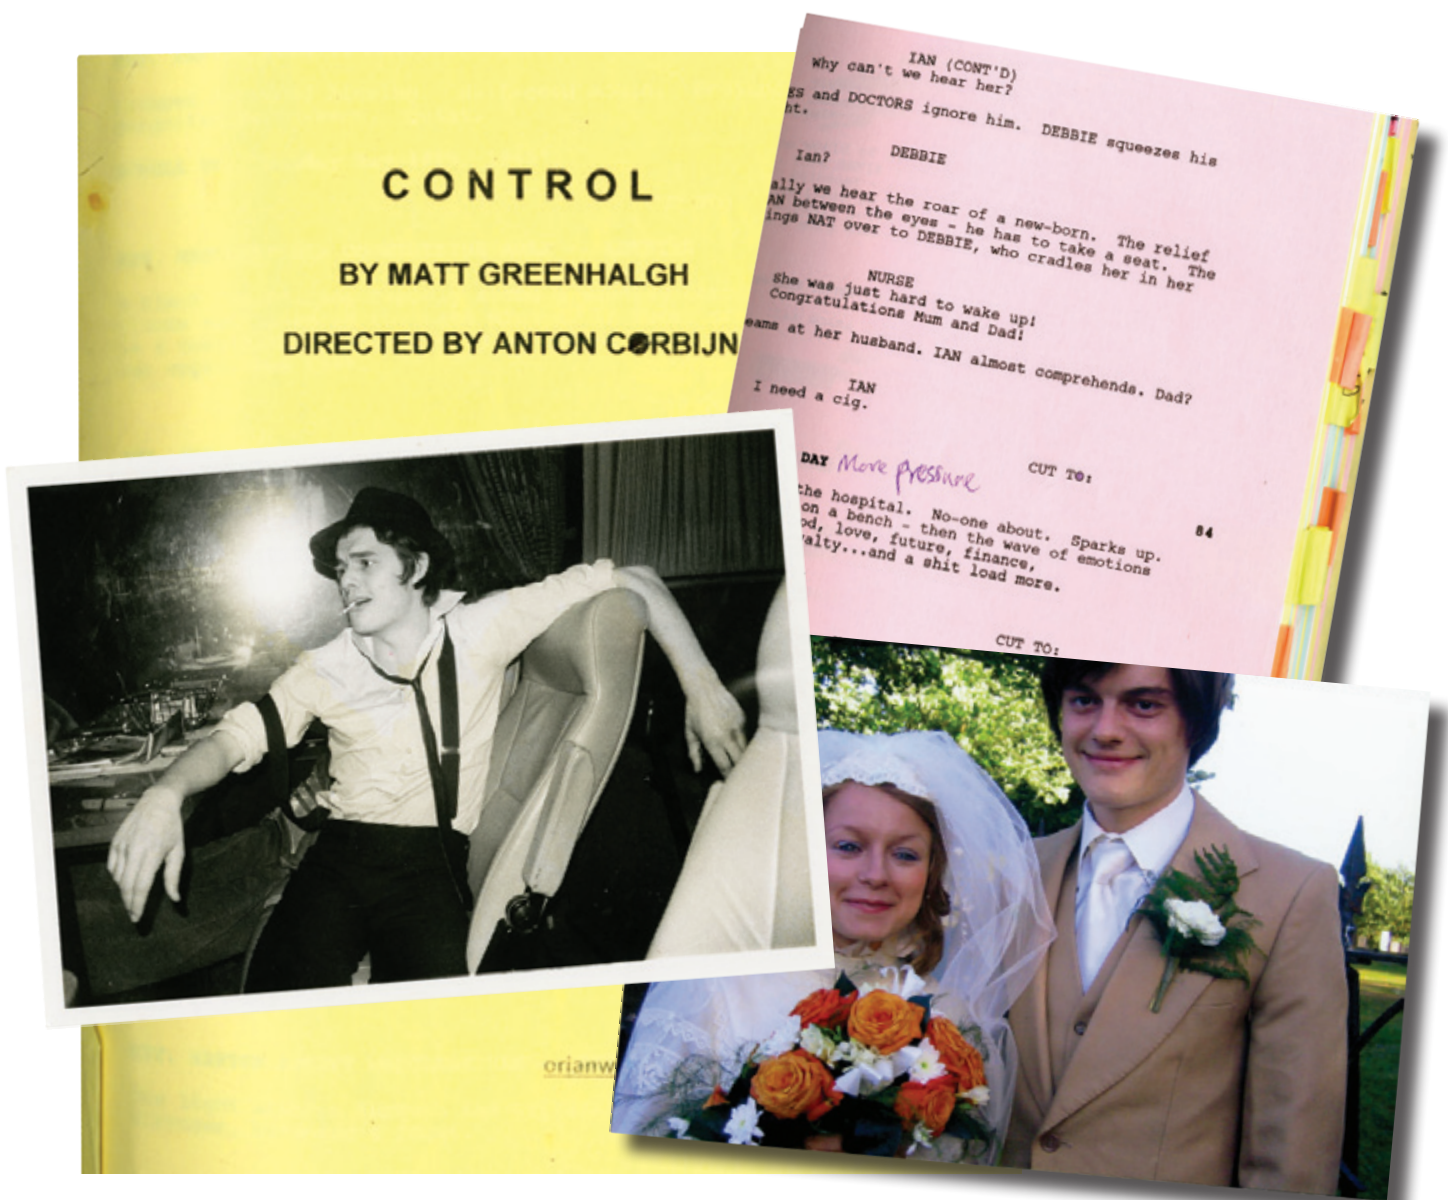 CONTROL
BY MATT GREENHALGH
DIRECTED BY ANTON CORBIJN
orianw
IAN (CONT'D)
Why can't we hear her?
ES and DOCTORS ignore him. DEBBIE squeezes his
ht.
DEBBIE
Ian?
ally we hear the roar of a new-born. The relief
AN between the eyes - he has to take a seat. The
ings NAT over to DEBBIE, who cradles her in her
NURSE
She was just hard to wake up!
Congratulations Mum and Dad!
eams at her husband. IAN almost comprehends. Dad?
IAN
I need a cig.
CUT TO:
DAY More pressure
84
the hospital. No-one about. Sparks up.
on a bench - then the wave of emotions
od, love, future, finance,
yalty...and a shit load more.
CUT TO: